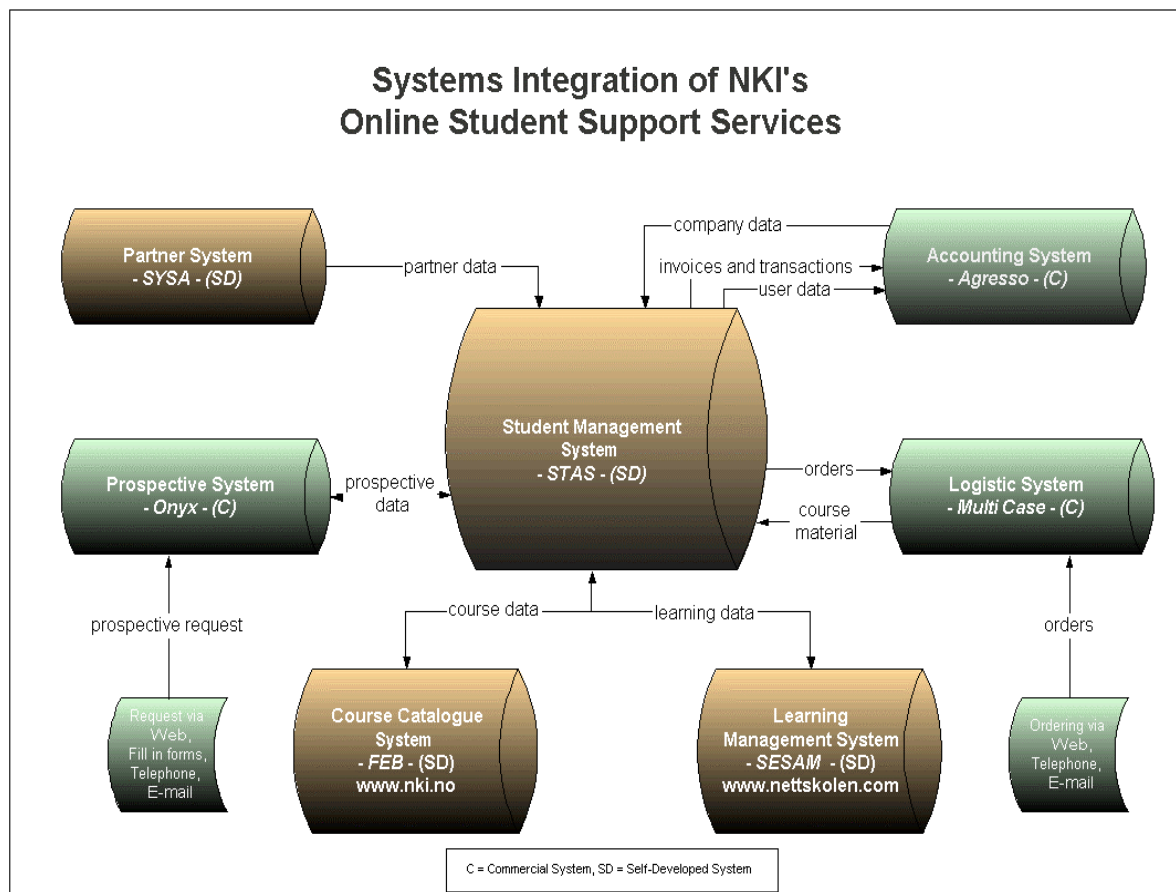 Systems Integration of NKI's
Online Student Support Services
Partner System
- SYSA - (SD)
partner data
company data
invoices and transactions
user data
Accounting System
- Agresso - (C)
Student Management
System
- STAS - (SD)
Prospective System
- Onyx - (C)
prospective
data
orders
course
material
Logistic System
- Multi Case - (C)
prospective request
course data
learning data
orders
Request via
Web,
Fill in forms,
Telephone,
E-mail
Course Catalogue
System
- FEB - (SD)
www.nki.no
Learning
Management System
- SESAM - (SD)
www.nettskolen.com
Ordering via
Web,
Telephone,
E-mail
C = Commercial System, SD = Self-Developed System